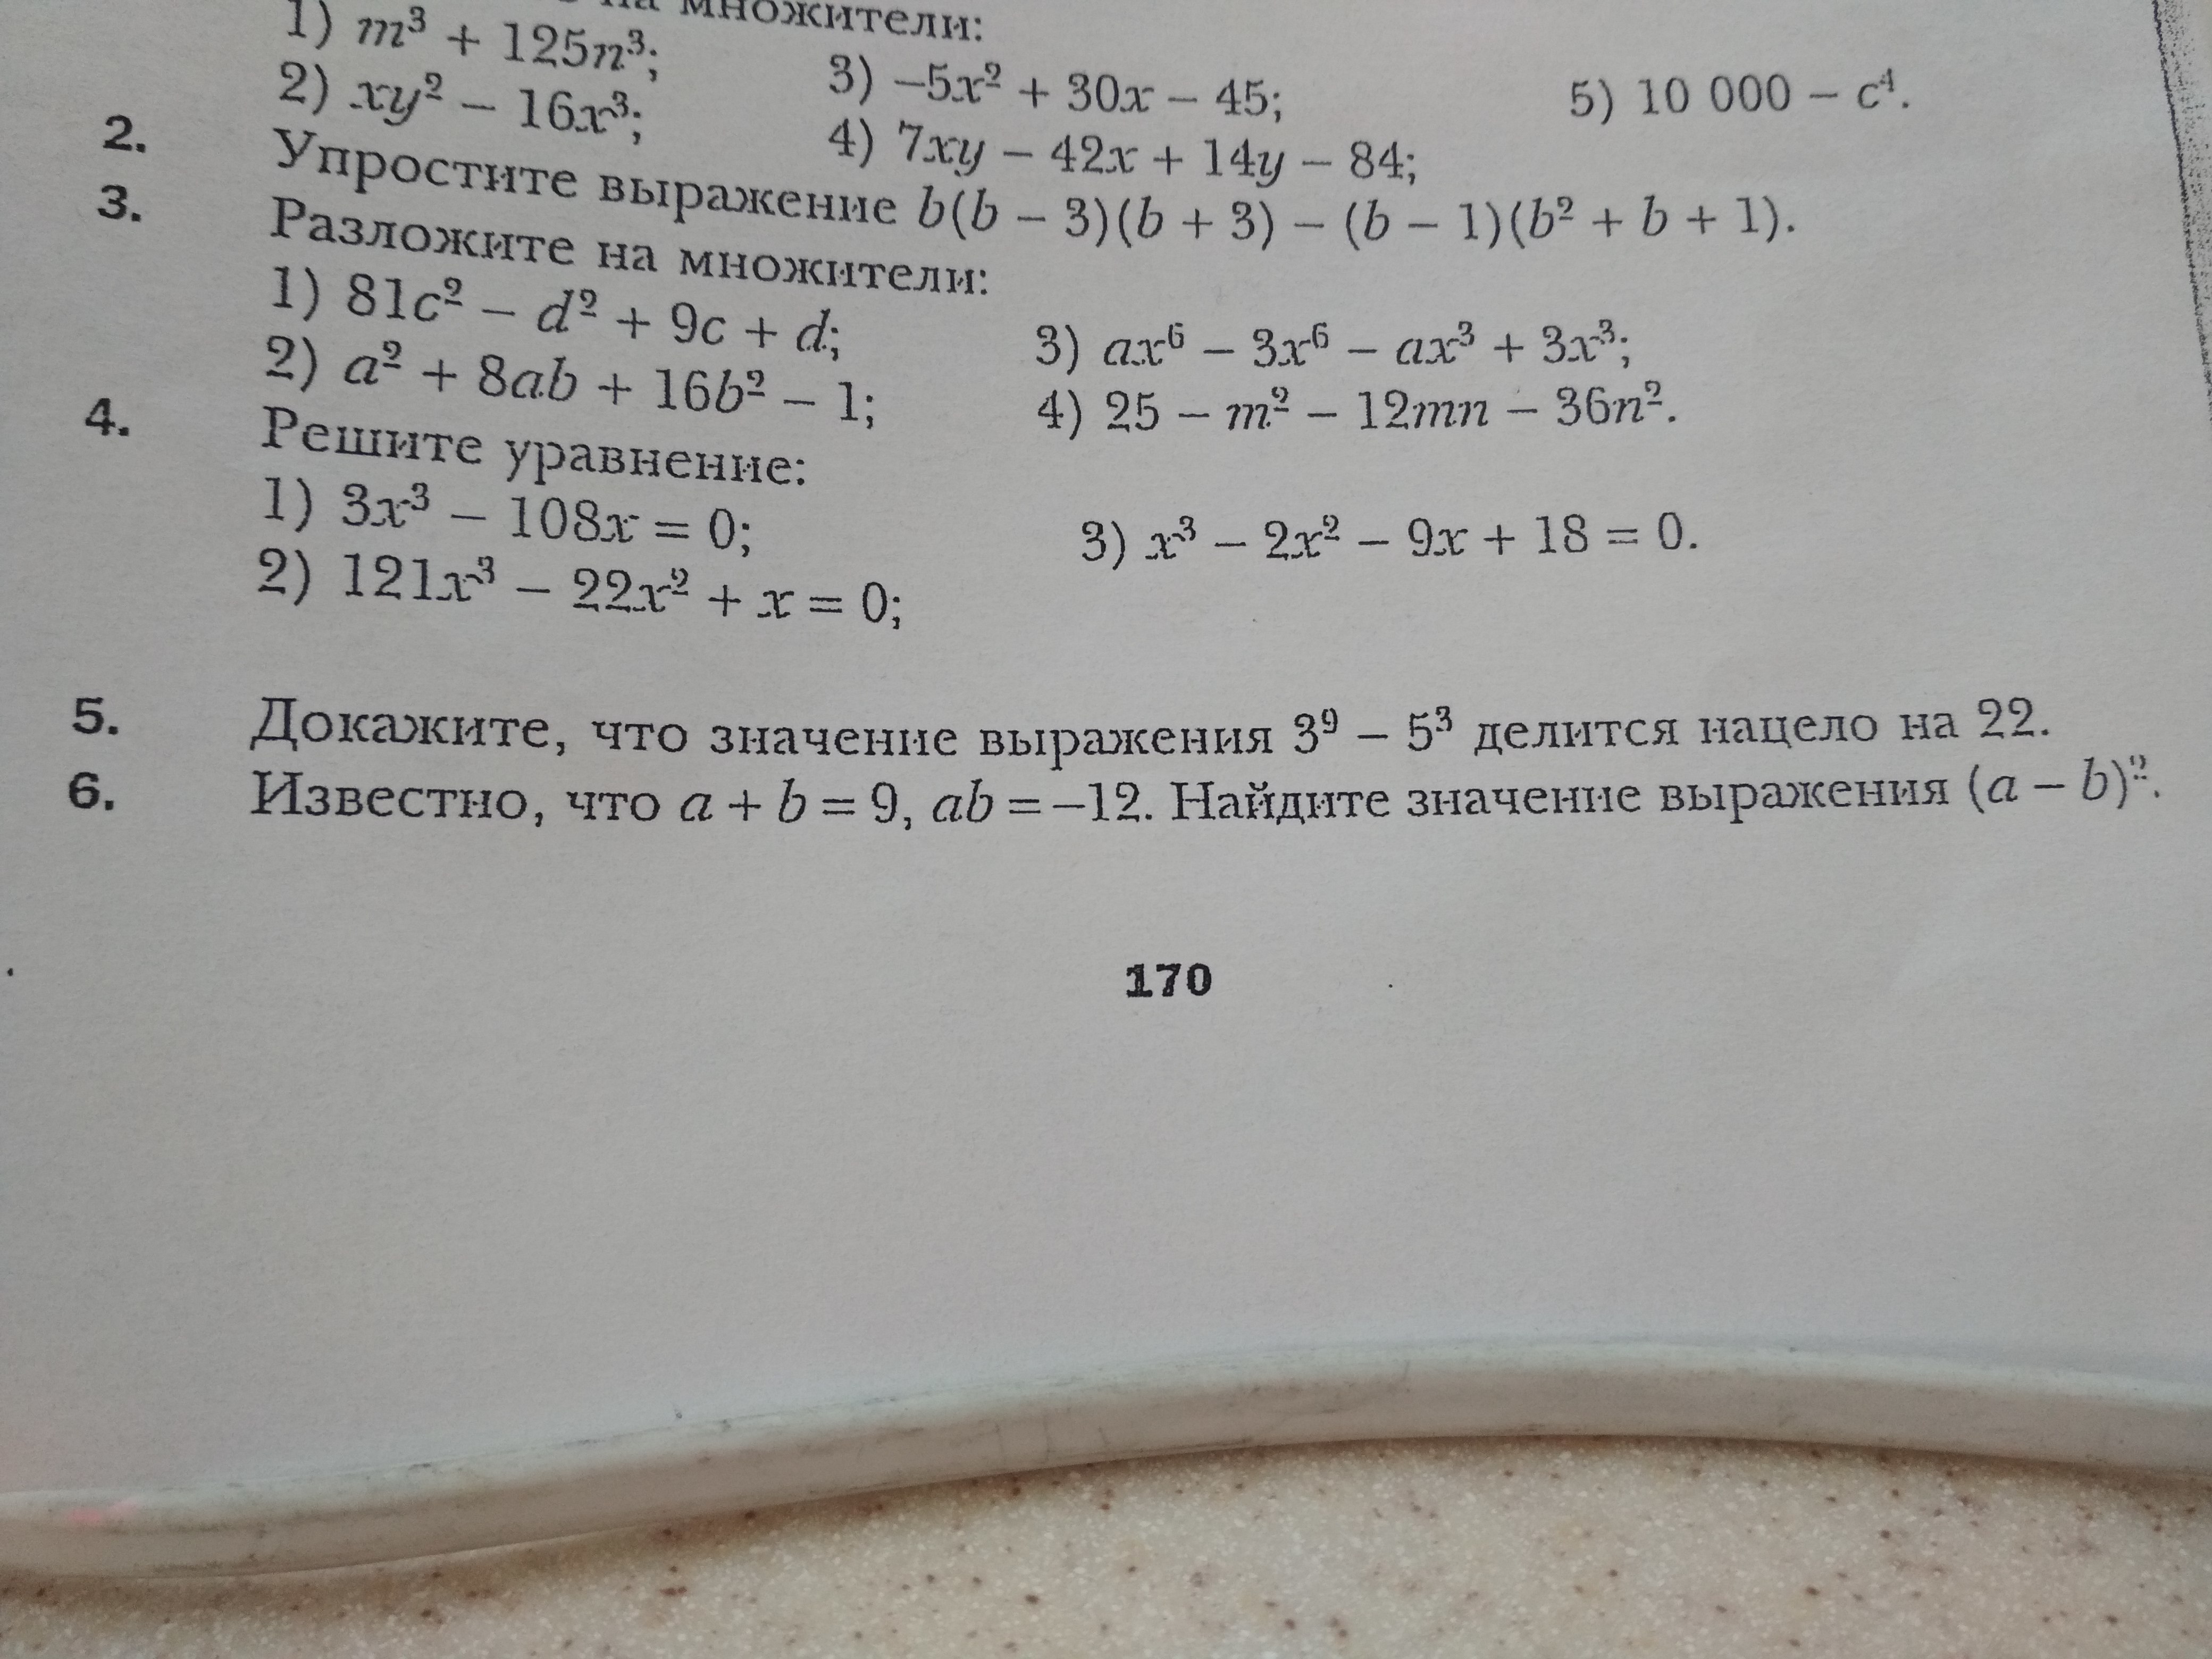 на множители:
1) m³ + 125n³; 3) −5x² + 30x − 45; 5) 10 000 − c⁴.
2) xy² − 16x³; 4) 7xy − 42x + 14y − 84;
2. Упростите выражение b(b − 3)(b + 3) − (b − 1)(b² + b + 1).
3. Разложите на множители:
1) 81c² − d² + 9c + d; 3) ax⁶ − 3x⁶ − ax³ + 3x³;
2) a² + 8ab + 16b² − 1; 4) 25 − m² − 12mn − 36n².
4. Решите уравнение:
1) 3x³ − 108x = 0; 3) x³ − 2x² − 9x + 18 = 0.
2) 121x³ − 22x² + x = 0;
5. Докажите, что значение выражения 3⁹ − 5³ делится нацело на 22.
6. Известно, что a + b = 9, ab = −12. Найдите значение выражения (a − b)².
170